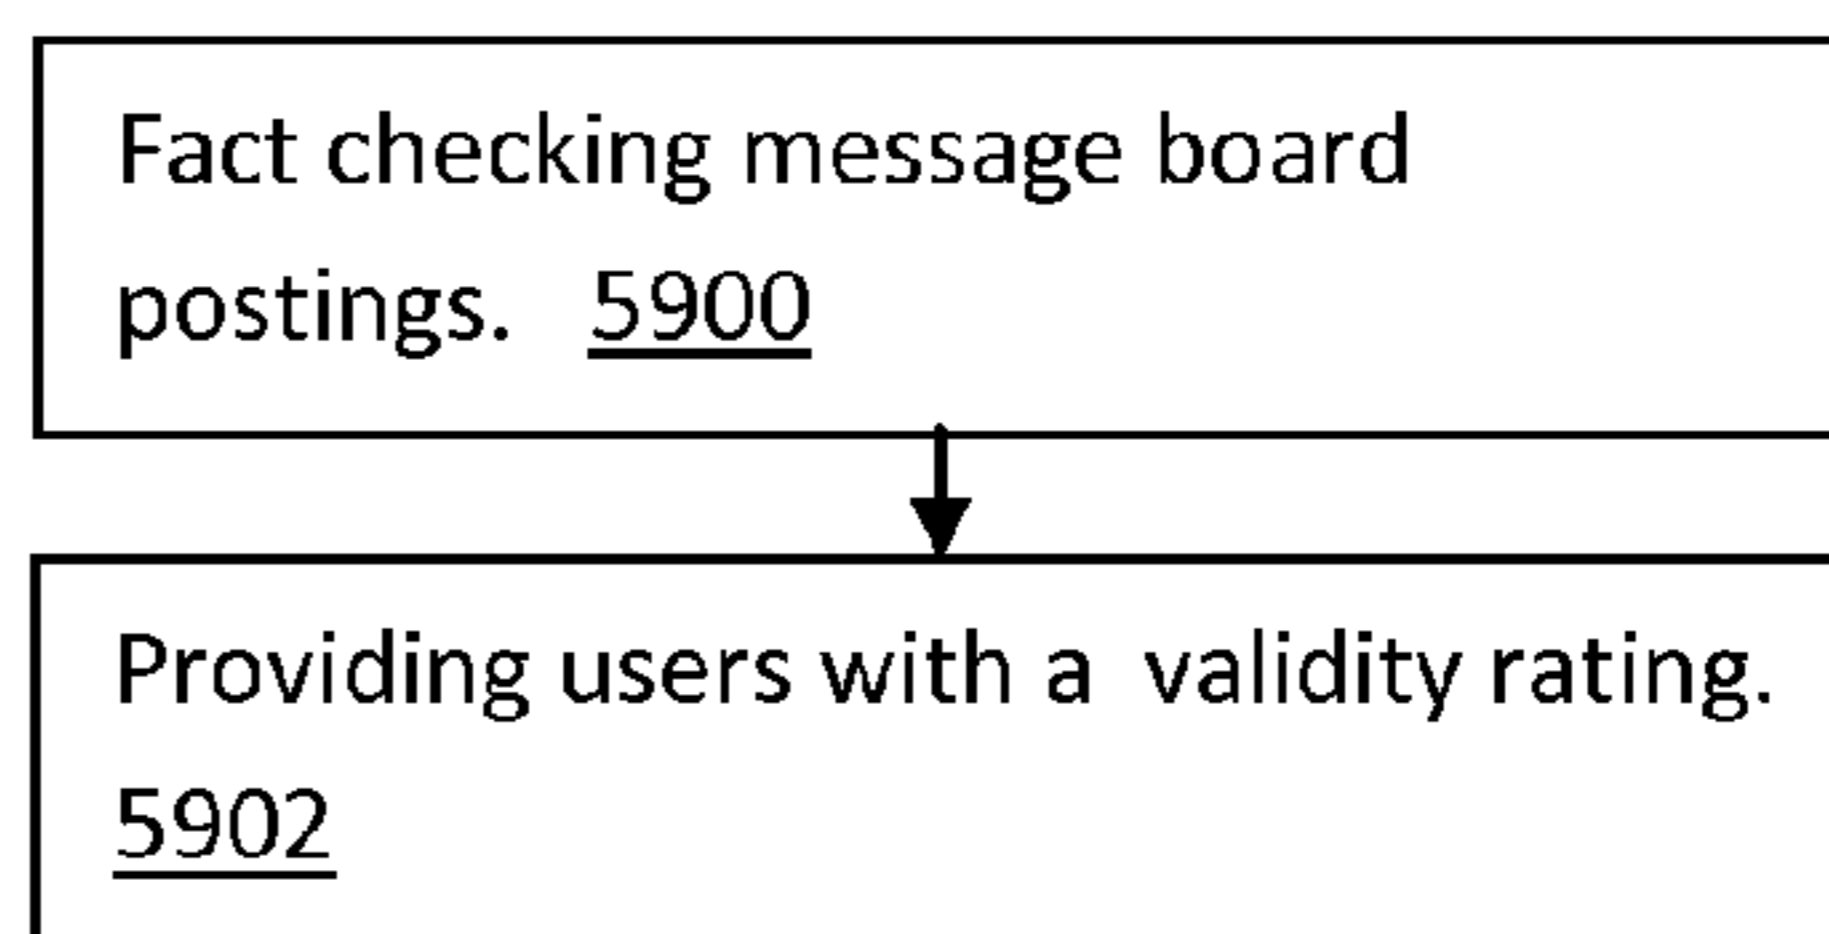 Fact checking message board
postings. 5900
Providing users with a validity rating.
5902